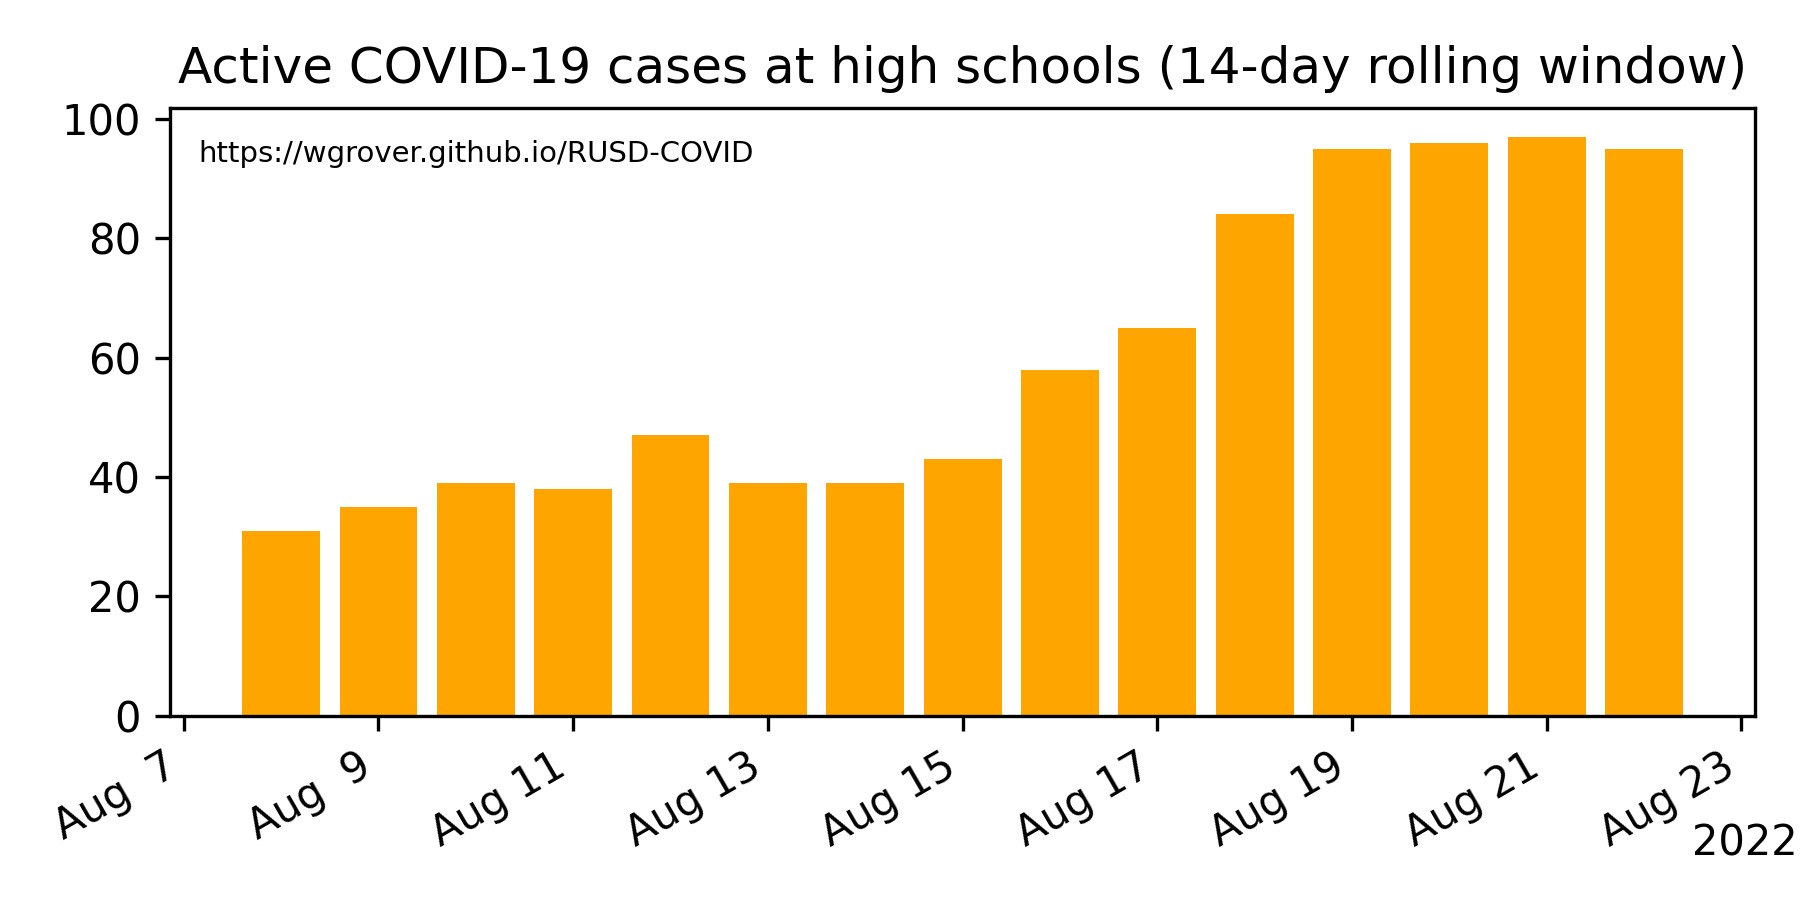 Active COVID-19 cases at high schools (14-day rolling window)
https://wgrover.github.io/RUSD-COVID
100
80
60
40
20
0
Aug 7
Aug 9
Aug 11
Aug 13
Aug 15
Aug 17
Aug 19
Aug 21
Aug 23
2022